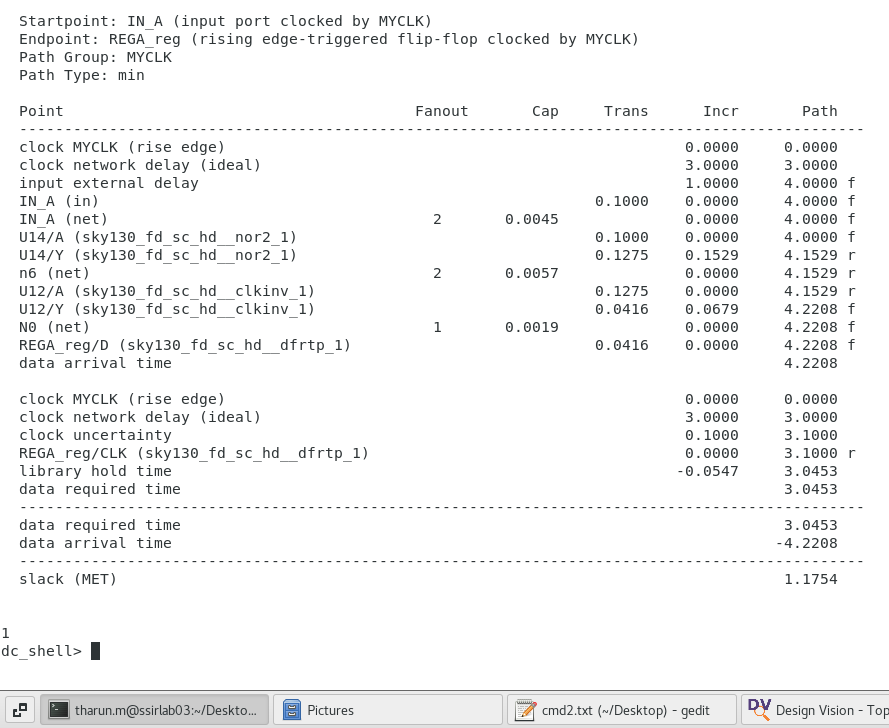 Startpoint: IN_A (input port clocked by MYCLK)
Endpoint: REGA_reg (rising edge-triggered flip-flop clocked by MYCLK)
Path Group: MYCLK
Path Type: min
Point Fanout Cap Trans Incr Path
-----------------------------------------------------------------------------------------------
clock MYCLK (rise edge) 0.0000 0.0000
clock network delay (ideal) 3.0000 3.0000
input external delay 1.0000 4.0000 f
IN_A (in) 0.1000 0.0000 4.0000 f
IN_A (net) 2 0.0045 0.0000 4.0000 f
U14/A (sky130_fd_sc_hd__nor2_1) 0.1000 0.0000 4.0000 f
U14/Y (sky130_fd_sc_hd__nor2_1) 0.1275 0.1529 4.1529 r
n6 (net) 2 0.0057 0.0000 4.1529 r
U12/A (sky130_fd_sc_hd__clkinv_1) 0.1275 0.0000 4.1529 r
U12/Y (sky130_fd_sc_hd__clkinv_1) 0.0416 0.0679 4.2208 f
N0 (net) 1 0.0019 0.0000 4.2208 f
REGA_reg/D (sky130_fd_sc_hd__dfrtp_1) 0.0416 0.0000 4.2208 f
data arrival time 4.2208
clock MYCLK (rise edge) 0.0000 0.0000
clock network delay (ideal) 3.0000 3.0000
clock uncertainty 0.1000 3.1000
REGA_reg/CLK (sky130_fd_sc_hd__dfrtp_1) 0.0000 3.1000 r
library hold time -0.0547 3.0453
data required time 3.0453
-----------------------------------------------------------------------------------------------
data required time 3.0453
data arrival time -4.2208
-----------------------------------------------------------------------------------------------
slack (MET) 1.1754
1
dc_shell>
tharun.m@ssirlab03:~/Deskto... Pictures cmd2.txt (~/Desktop) - gedit DV Design Vision - Top